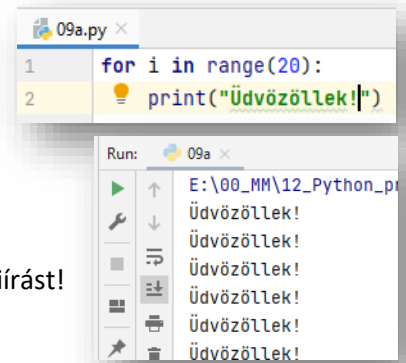 09a.py
1 for i in range(20):
2 print("Üdvözöllek!")
Run: 09a
E:\00_MM\12_Python_pr
Üdvözöllek!
Üdvözöllek!
Üdvözöllek!
iírást!
Üdvözöllek!
Üdvözöllek!
Üdvözöllek!